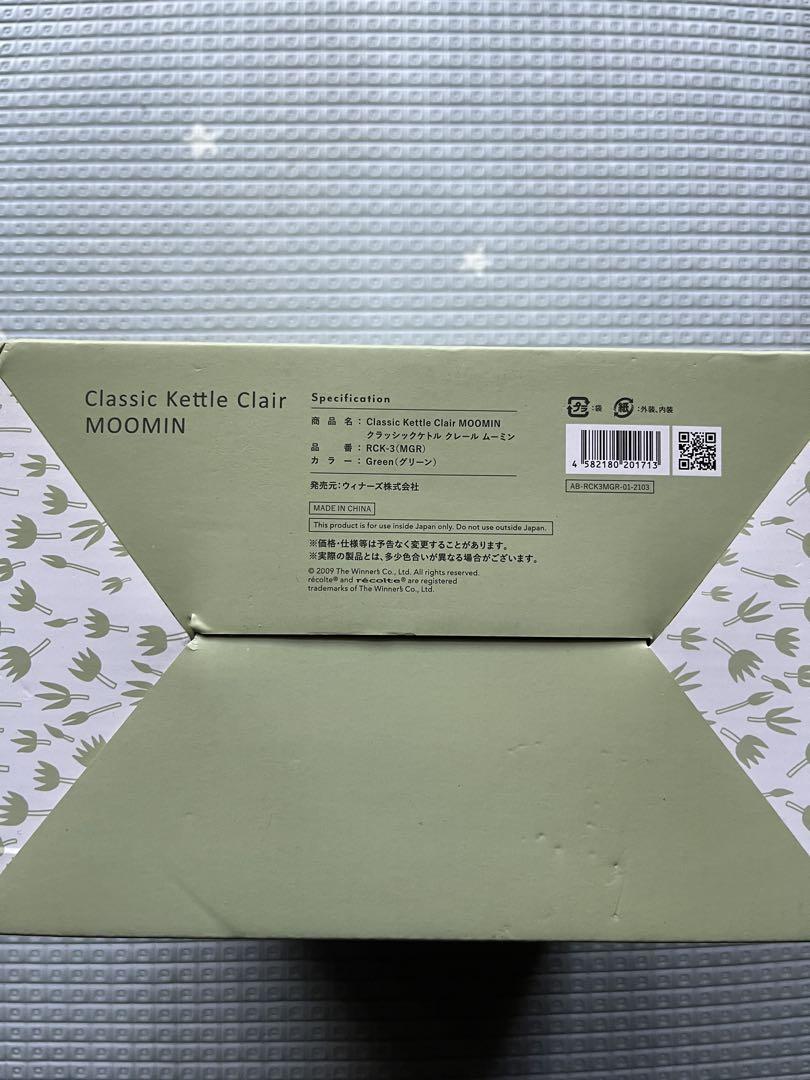 Classic Kettle Clair
MOOMIN
Specification
商品名：Classic Kettle Clair MOOMIN
クラッシックケトル クレール ムーミン
品番：RCK-3(MGR)
カラー：Green(グリーン)
発売元：ウィナーズ株式会社
MADE IN CHINA
This product is for use inside Japan only. Do not use outside Japan.
※価格・仕様等は予告なく変更することがあります。
※実際の製品とは、多少色合いが異なる場合がございます。
© 2009 The Winner's Co., Ltd. All rights reserved.
récolte® and récolte® are registered
trademarks of The Winner's Co., Ltd.
プラ：袋 紙：外装、内装
4 582180 201713
AB-RCK3MGR-01-2103